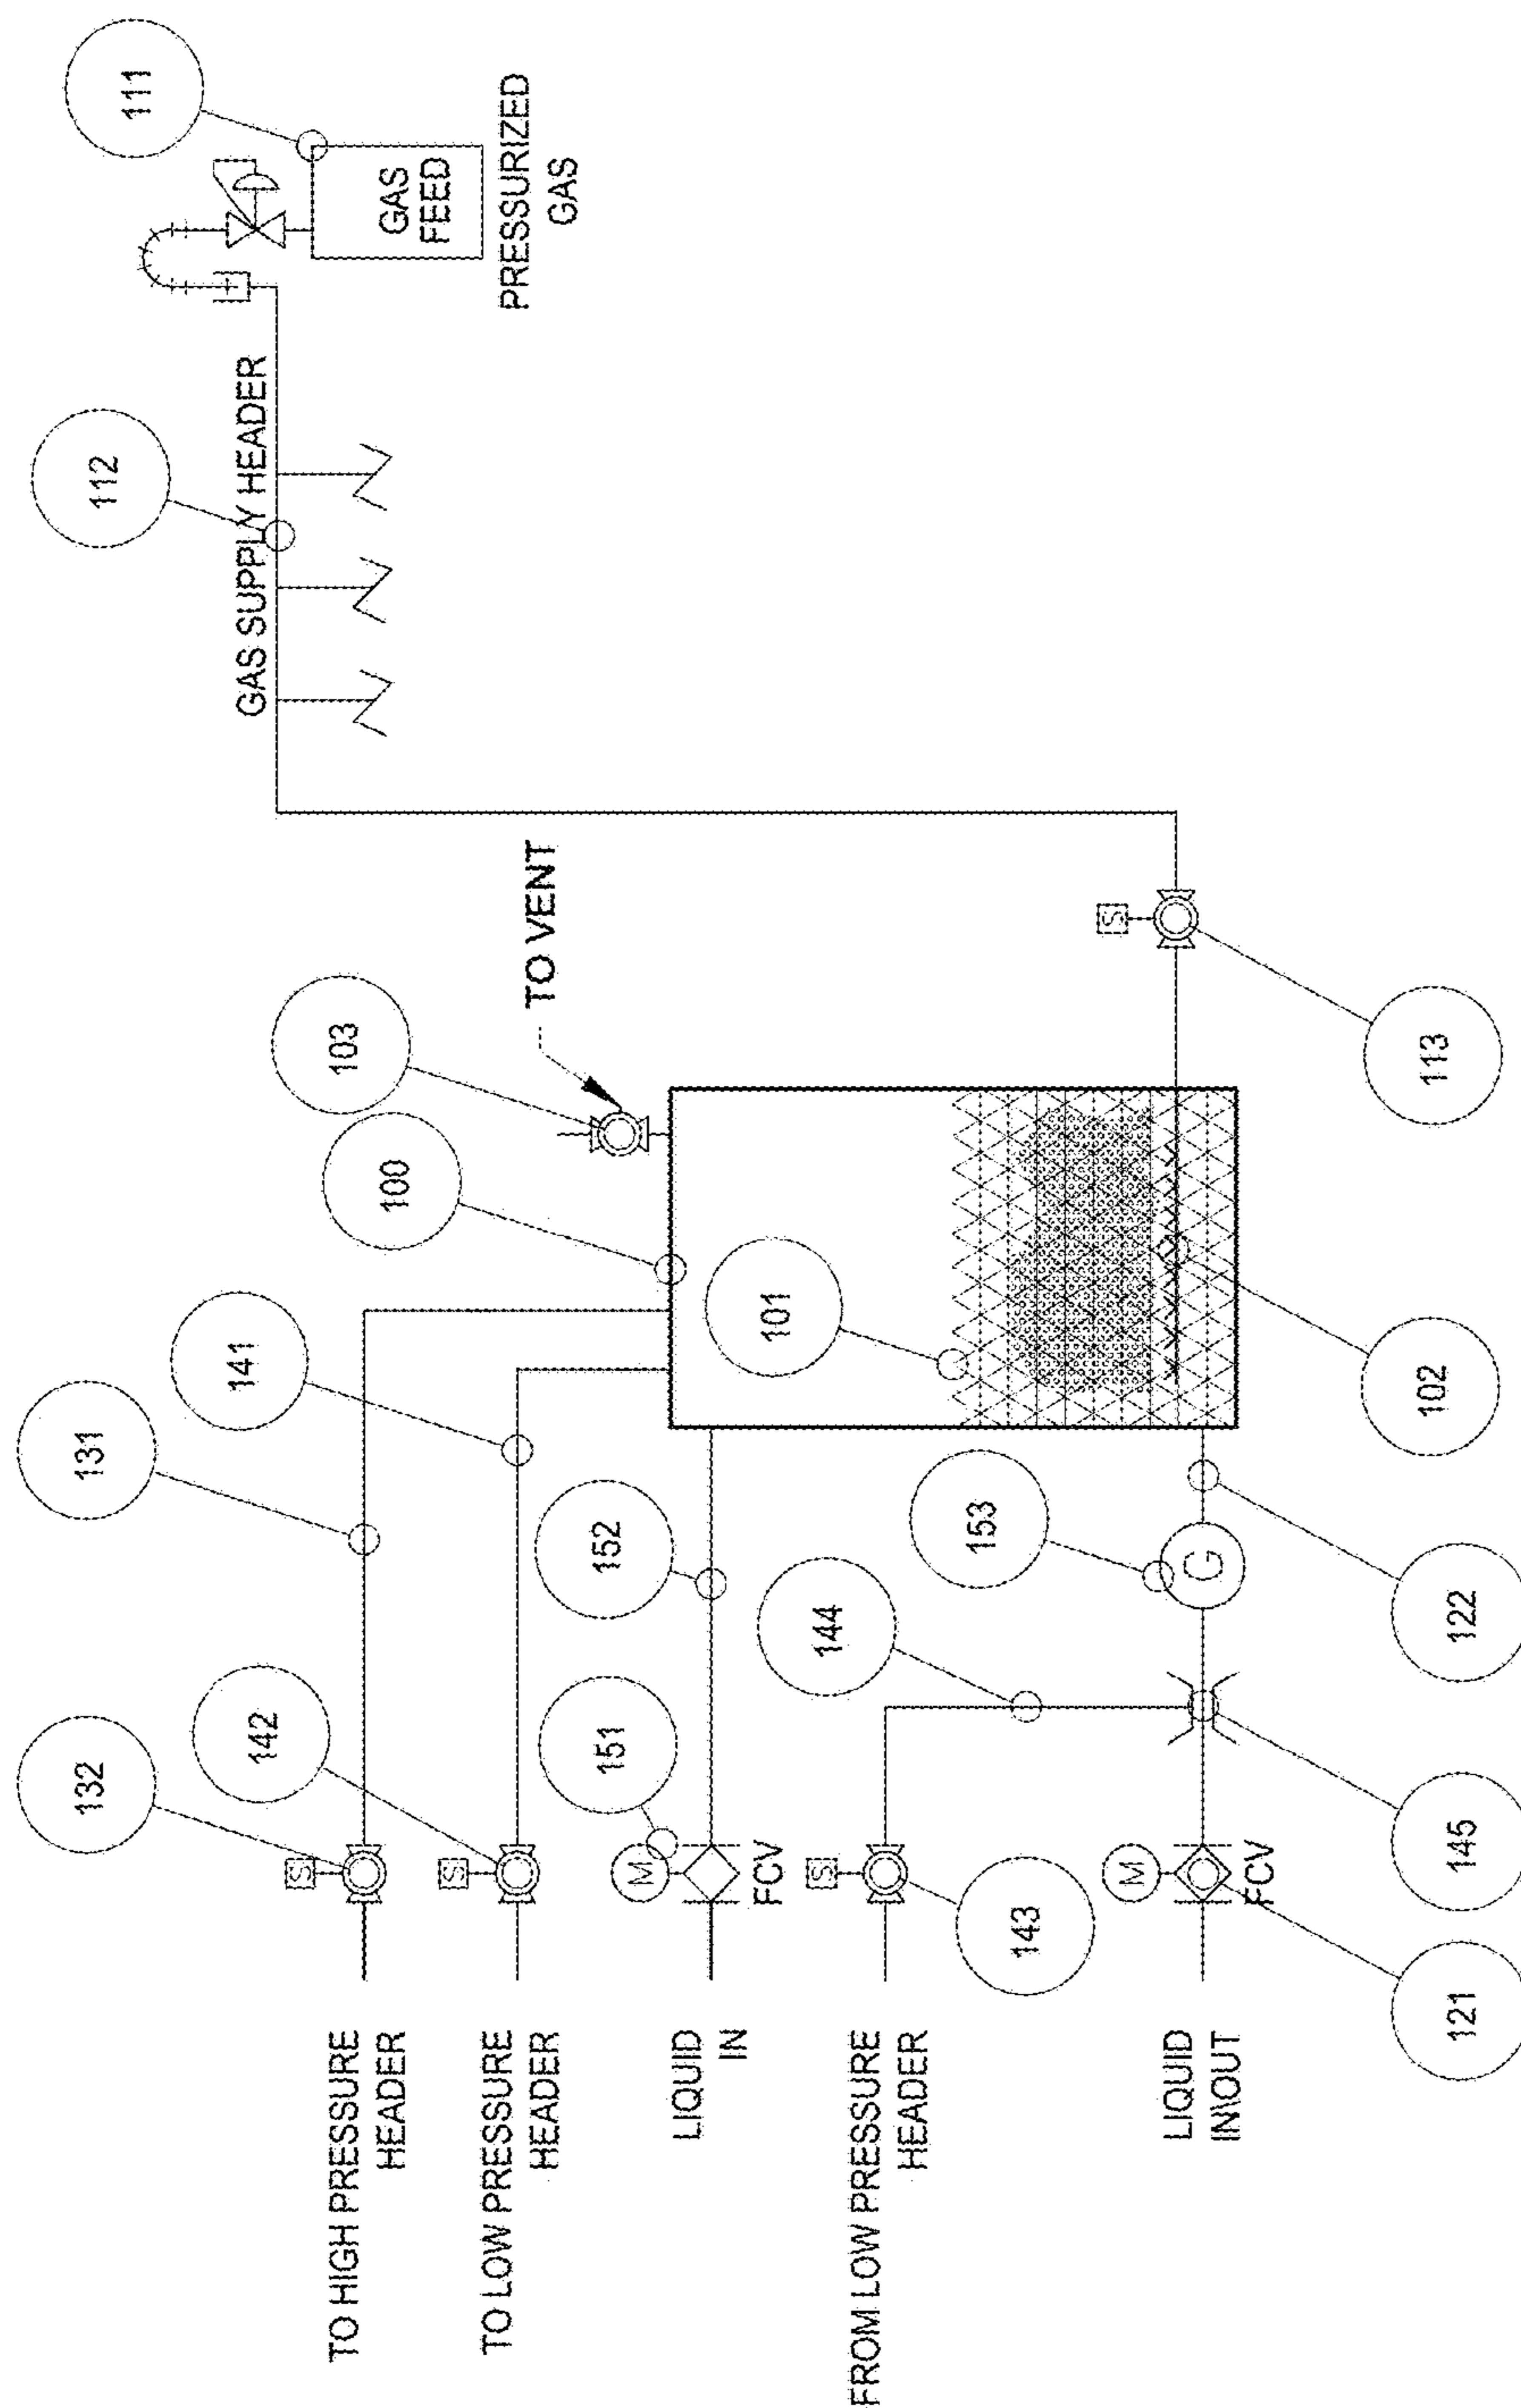 111
GAS
FEED
PRESSURIZED
GAS
112
GAS SUPPLY HEADER
TO VENT
103
100
113
101
102
131
141
152
153
122
144
132
142
151
145
S
S
M
FCV
S
M
FCV
S
G
143
121
TO HIGH PRESSURE
HEADER
TO LOW PRESSURE
HEADER
LIQUID
IN
FROM LOW PRESSURE
HEADER
LIQUID
IN\OUT